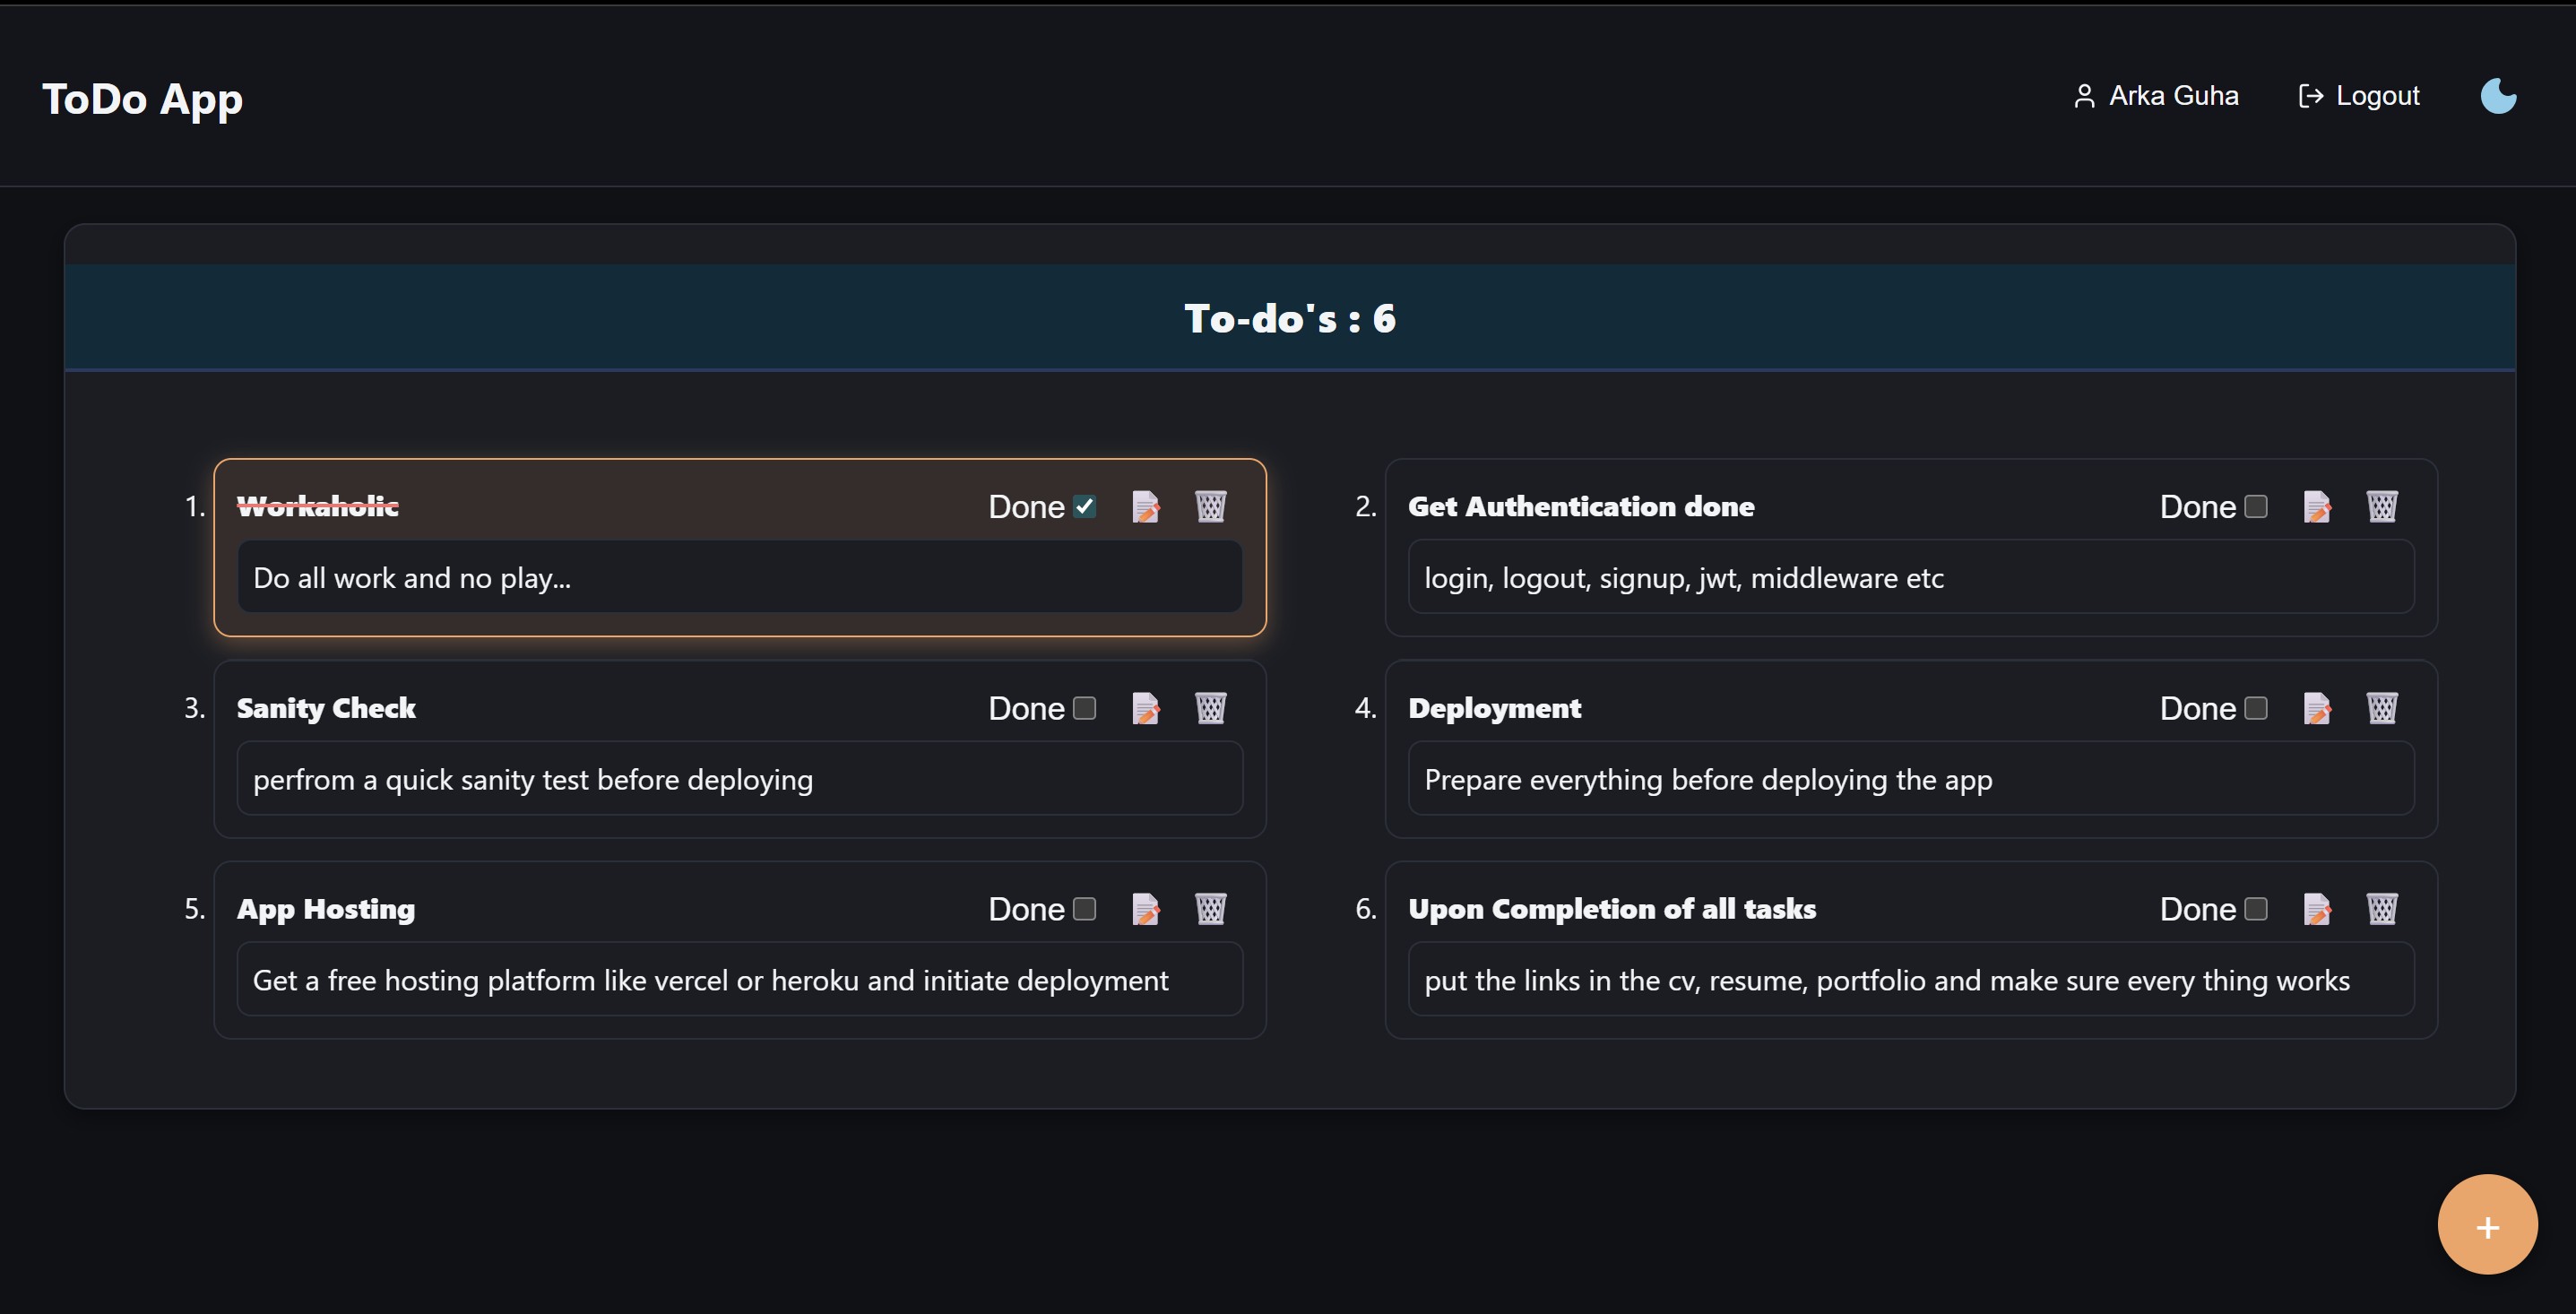 ToDo App
Arka Guha
Logout
To-do's : 6
1. Workaholic
Done
Do all work and no play...
2. Get Authentication done
Done
login, logout, signup, jwt, middleware etc
3. Sanity Check
Done
perfrom a quick sanity test before deploying
4. Deployment
Done
Prepare everything before deploying the app
5. App Hosting
Done
Get a free hosting platform like vercel or heroku and initiate deployment
6. Upon Completion of all tasks
Done
put the links in the cv, resume, portfolio and make sure every thing works
+